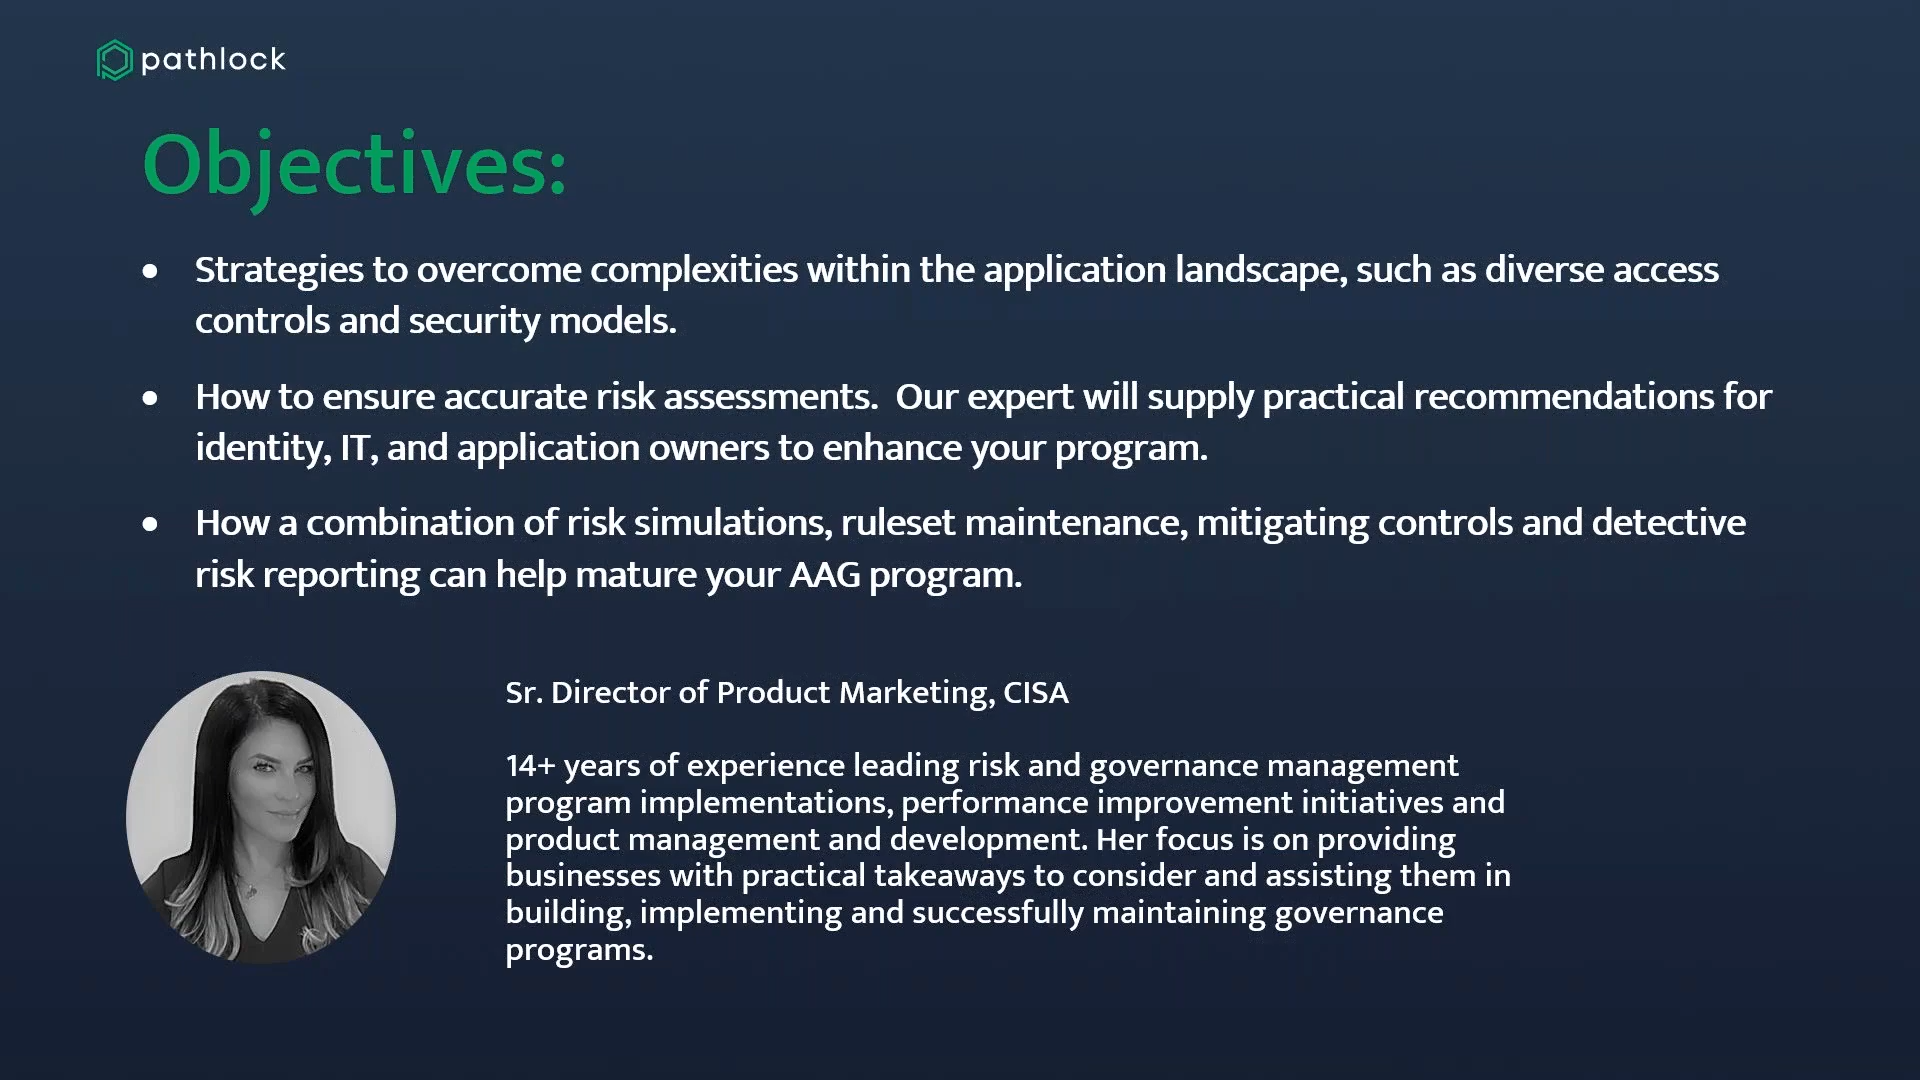 pathlock
Objectives:
• Strategies to overcome complexities within the application landscape, such as diverse access
controls and security models.
• How to ensure accurate risk assessments.  Our expert will supply practical recommendations for
identity, IT, and application owners to enhance your program.
• How a combination of risk simulations, ruleset maintenance, mitigating controls and detective
risk reporting can help mature your AAG program.
Sr. Director of Product Marketing, CISA
14+ years of experience leading risk and governance management
program implementations, performance improvement initiatives and
product management and development. Her focus is on providing
businesses with practical takeaways to consider and assisting them in
building, implementing and successfully maintaining governance
programs.